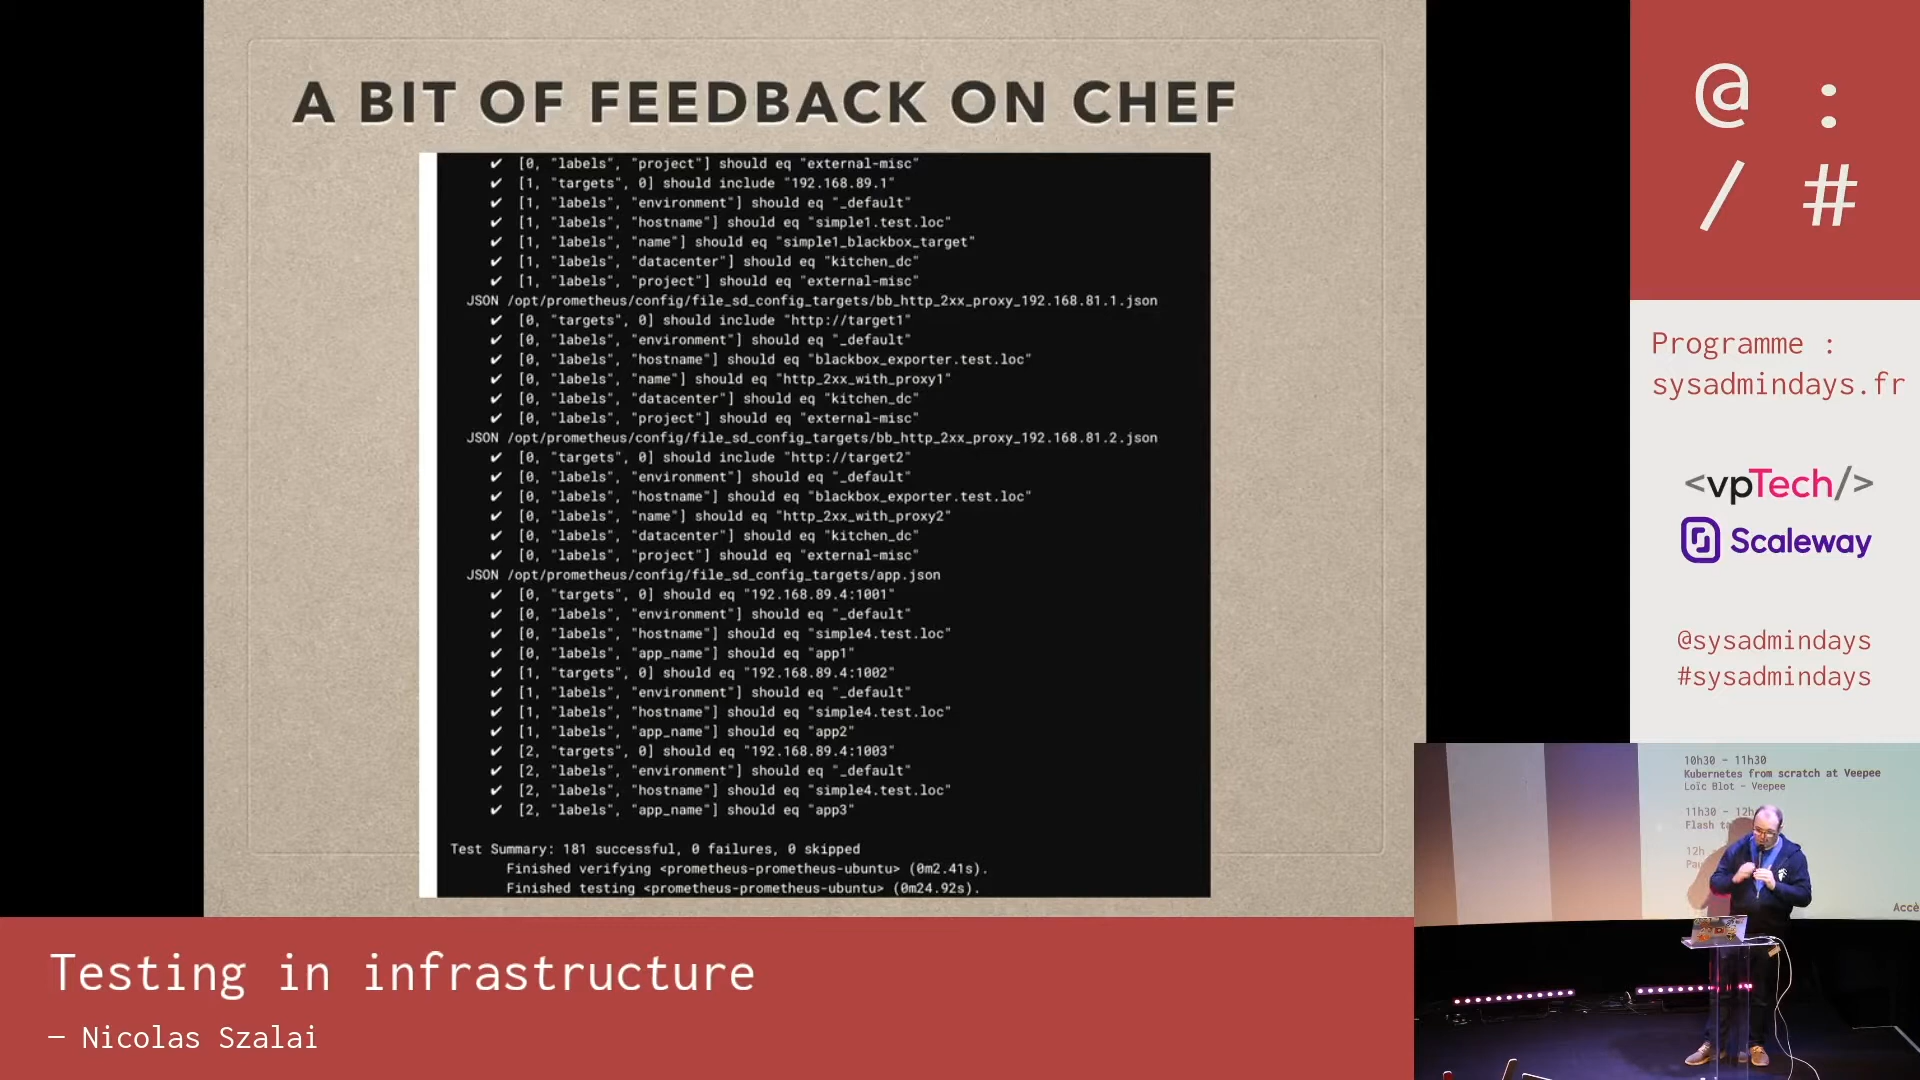 A BIT OF FEEDBACK ON CHEF
✔ [0, "labels", "project"] should eq "external-misc"
✔ [1, "targets", 0] should include "192.168.89.1"
✔ [1, "labels", "environment"] should eq "_default"
✔ [1, "labels", "hostname"] should eq "simple1.test.loc"
✔ [1, "labels", "name"] should eq "simple1_blackbox_target"
✔ [1, "labels", "datacenter"] should eq "kitchen_dc"
✔ [1, "labels", "project"] should eq "external-misc"
JSON /opt/prometheus/config/file_sd_config_targets/bb_http_2xx_proxy_192.168.81.1.json
✔ [0, "targets", 0] should include "http://target1"
✔ [0, "labels", "environment"] should eq "_default"
✔ [0, "labels", "hostname"] should eq "blackbox_exporter.test.loc"
✔ [0, "labels", "name"] should eq "http_2xx_with_proxy1"
✔ [0, "labels", "datacenter"] should eq "kitchen_dc"
✔ [0, "labels", "project"] should eq "external-misc"
JSON /opt/prometheus/config/file_sd_config_targets/bb_http_2xx_proxy_192.168.81.2.json
✔ [0, "targets", 0] should include "http://target2"
✔ [0, "labels", "environment"] should eq "_default"
✔ [0, "labels", "hostname"] should eq "blackbox_exporter.test.loc"
✔ [0, "labels", "name"] should eq "http_2xx_with_proxy2"
✔ [0, "labels", "datacenter"] should eq "kitchen_dc"
✔ [0, "labels", "project"] should eq "external-misc"
JSON /opt/prometheus/config/file_sd_config_targets/app.json
✔ [0, "targets", 0] should eq "192.168.89.4:1001"
✔ [0, "labels", "environment"] should eq "_default"
✔ [0, "labels", "hostname"] should eq "simple4.test.loc"
✔ [0, "labels", "app_name"] should eq "app1"
✔ [1, "targets", 0] should eq "192.168.89.4:1002"
✔ [1, "labels", "environment"] should eq "_default"
✔ [1, "labels", "hostname"] should eq "simple4.test.loc"
✔ [1, "labels", "app_name"] should eq "app2"
✔ [2, "targets", 0] should eq "192.168.89.4:1003"
✔ [2, "labels", "environment"] should eq "_default"
✔ [2, "labels", "hostname"] should eq "simple4.test.loc"
✔ [2, "labels", "app_name"] should eq "app3"
Test Summary: 181 successful, 0 failures, 0 skipped
Finished verifying <prometheus-prometheus-ubuntu> (0m2.41s).
Finished testing <prometheus-prometheus-ubuntu> (0m24.92s).
@ :
/ #
Programme :
sysadmindays.fr
<vpTech/>
Scaleway
@sysadmindays
#sysadmindays
10h30 - 11h30
Kubernetes from scratch at Veepee
Loïc Blot - Veepee
11h30 - 12h
Flash
12h
Testing in infrastructure
— Nicolas Szalai